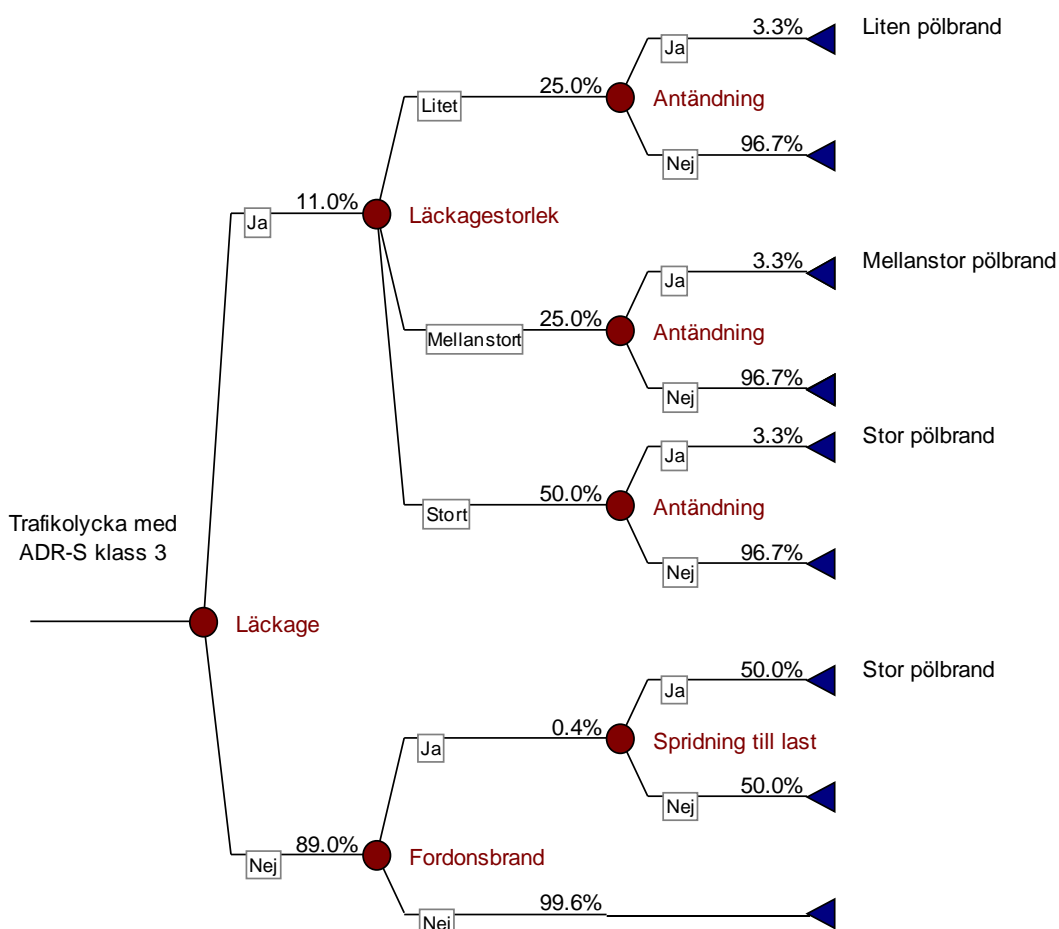 3.3%
Liten pölbrand
Ja
25.0%
Antändning
Litet
96.7%
Nej
11.0%
Läckagestorlek
Ja
3.3%
Mellanstor pölbrand
Ja
25.0%
Antändning
Mellanstort
96.7%
Nej
3.3%
Stor pölbrand
Ja
50.0%
Antändning
Stort
96.7%
Nej
Trafikolycka med
ADR-S klass 3
Läckage
50.0%
Stor pölbrand
Ja
0.4%
Spridning till last
Ja
50.0%
Nej
89.0%
Fordonsbrand
Nej
99.6%
Nej